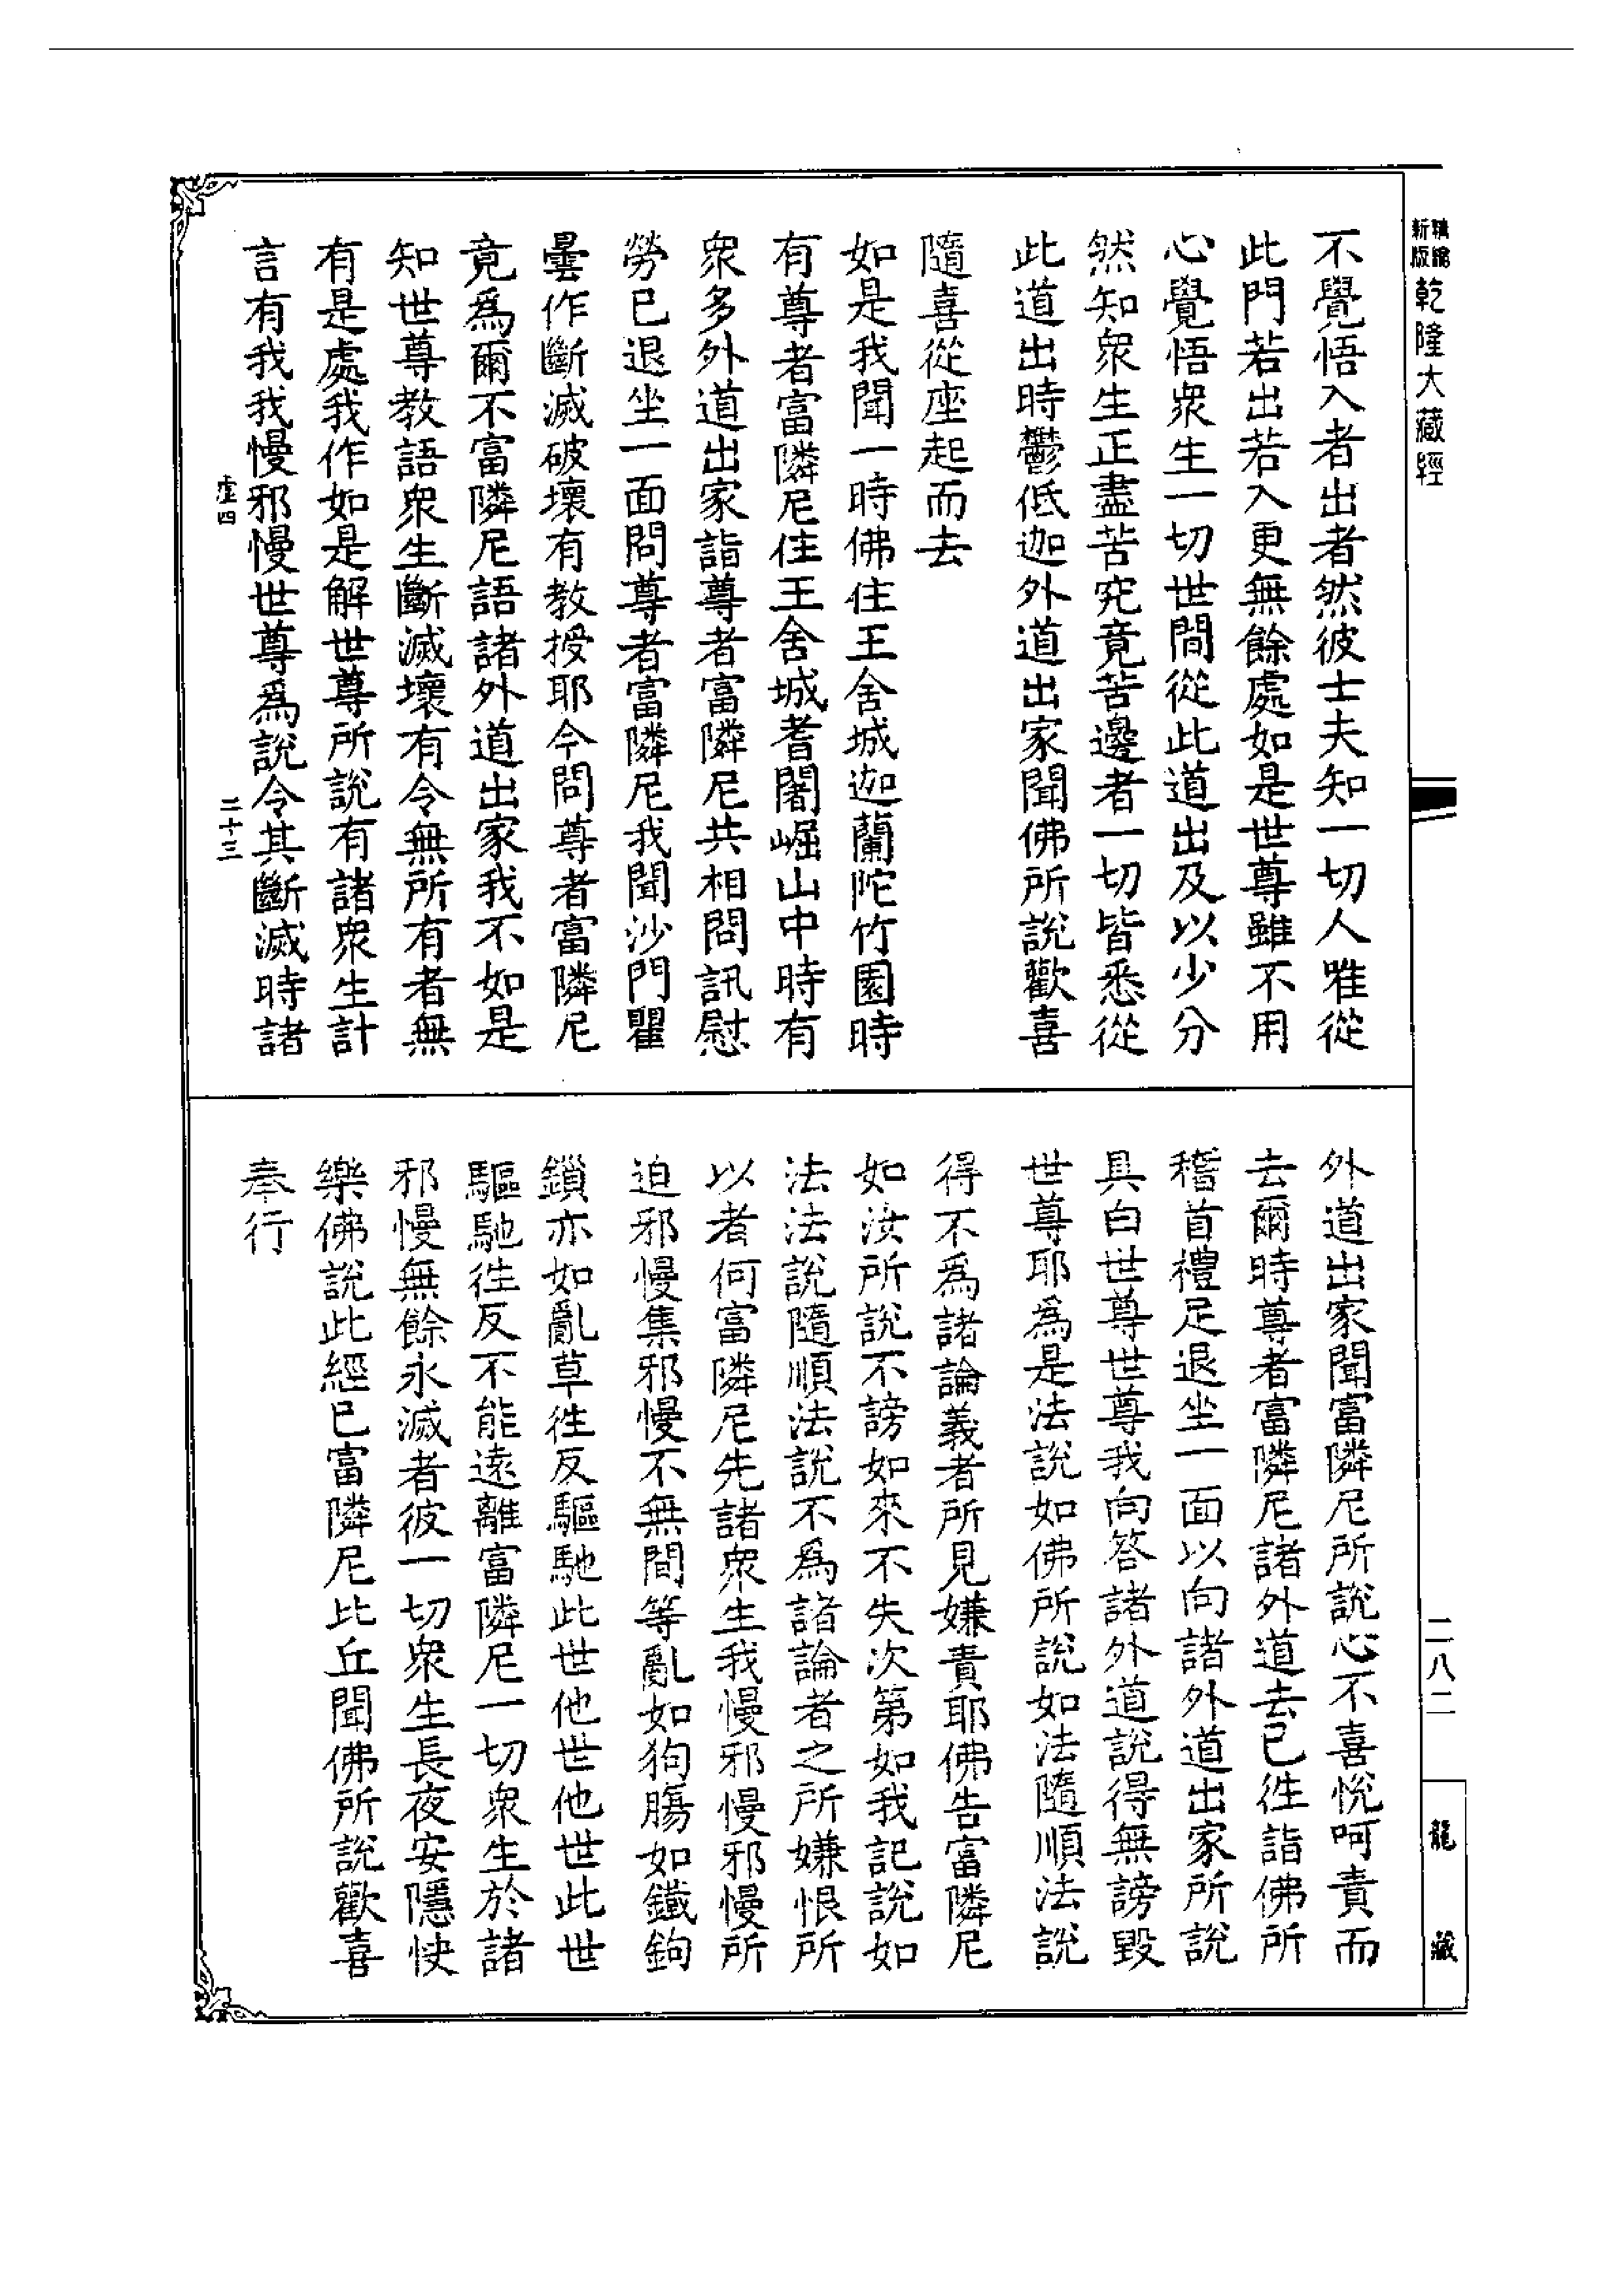 新版精縮乾隆大藏經
不覺悟入者出者然彼士夫知一切人唯從
此門若出若入更無餘處如是世尊雖不用
心覺悟衆生一切世間從此道出及以少分
然知衆生正盡苦究竟苦邊者一切皆悉從
此道出時鬱低迦外道出家聞佛所說歡喜
隨喜從座起而去
如是我聞一時佛住王舍城迦蘭陀竹園時
有尊者富隣尼住王舍城耆闍崛山中時有
衆多外道出家詣尊者富隣尼共相問訊慰
勞已退坐一面問尊者富隣尼我聞沙門瞿
曇作斷滅破壞有教授耶今問尊者富隣尼
竟爲爾不富隣尼語諸外道出家我不如是
知世尊教語衆生斷滅壞有令無所有者無
有是處我作如是解世尊所說有諸衆生計
言有我我慢邪慢世尊爲說令其斷滅時諸
虛四
二十三
外道出家聞富隣尼所說心不喜悅呵責而
去爾時尊者富隣尼諸外道去已往詣佛所
稽首禮足退坐一面以向諸外道出家所說
具白世尊世尊我向答諸外道說得無謗毀
世尊耶爲是法說如佛所說如法隨順法說
得不爲諸論義者所見嫌責耶佛告富隣尼
如汝所說不謗如來不失次第如我記說如
法法說隨順法說不爲諸論者之所嫌恨所
以者何富隣尼先諸衆生我慢邪慢邪慢所
迫邪慢集邪慢不無間等亂如狗腸如鐵鉤
鎖亦如亂草徃反驅馳此世他世他世此世
驅馳徃反不能遠離富隣尼一切衆生於諸
邪慢無餘永滅者彼一切衆生長夜安隱快
樂佛說此經已富隣尼比丘聞佛所說歡喜
奉行
二八二
龍藏